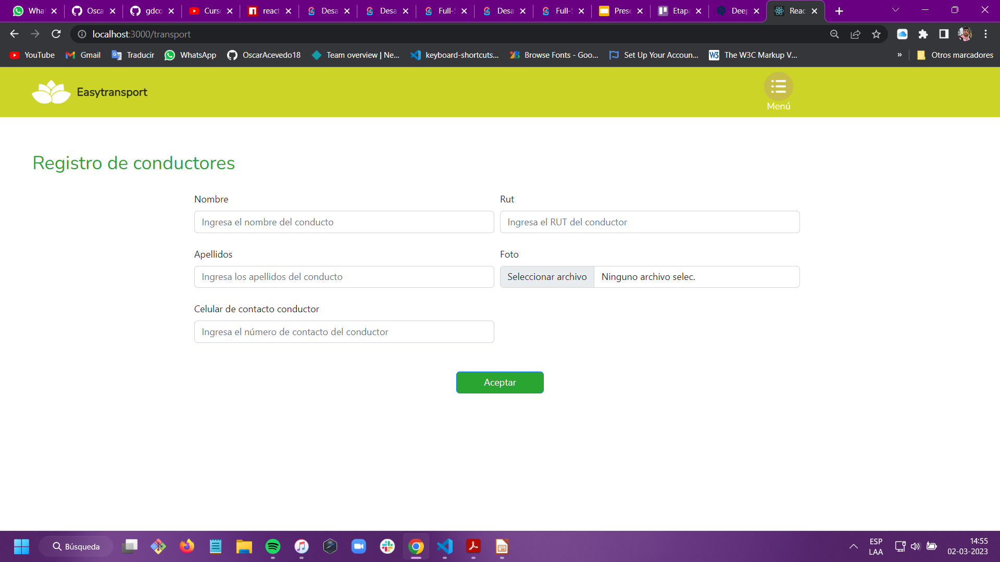 What
Osca
gdco
Curso
react
Desa
Desa
Full-S
Desa
Full-S
Prese
Etapa
Deep
Reac
localhost:3000/transport
YouTube
Gmail
Traducir
WhatsApp
OscarAcevedo18
Team overview | Ne...
keyboard-shortcuts...
Browse Fonts - Goo...
Set Up Your Accoun...
The W3C Markup V...
»
Otros marcadores
Easytransport
Menú
Registro de conductores
Nombre
Rut
Ingresa el nombre del conducto
Ingresa el RUT del conductor
Apellidos
Foto
Ingresa los apellidos del conducto
Seleccionar archivo
Ninguno archivo selec.
Celular de contacto conductor
Ingresa el número de contacto del conductor
Aceptar
Búsqueda
ESP
LAA
14:55
02-03-2023